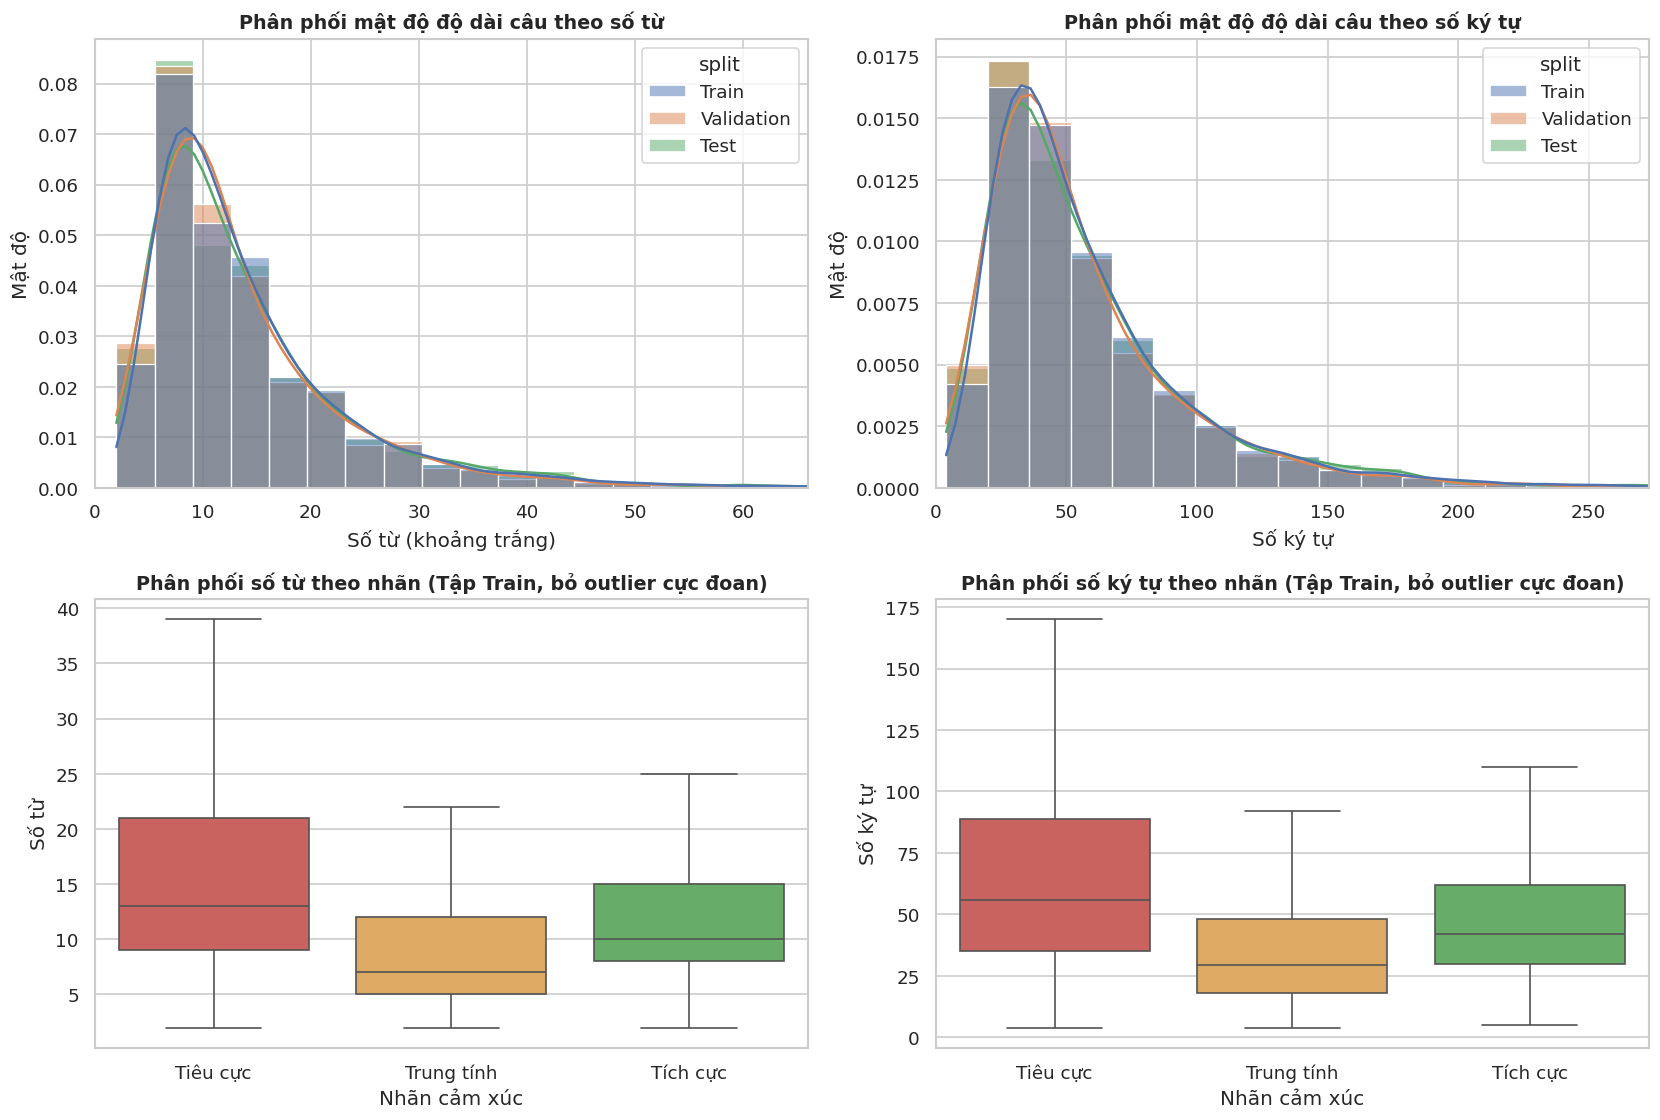 Phân phối mật độ độ dài câu theo số từ
Mật độ
0.08
0.07
0.06
0.05
0.04
0.03
0.02
0.01
0.00
0 10 20 30 40 50 60
Số từ (khoảng trắng)
split
Train
Validation
Test
Phân phối mật độ độ dài câu theo số ký tự
Mật độ
0.0175
0.0150
0.0125
0.0100
0.0075
0.0050
0.0025
0.0000
0 50 100 150 200 250
Số ký tự
split
Train
Validation
Test
Phân phối số từ theo nhãn (Tập Train, bỏ outlier cực đoan)
Số từ
40
35
30
25
20
15
10
5
Tiêu cực Trung tính Tích cực
Nhãn cảm xúc
Phân phối số ký tự theo nhãn (Tập Train, bỏ outlier cực đoan)
Số ký tự
175
150
125
100
75
50
25
0
Tiêu cực Trung tính Tích cực
Nhãn cảm xúc